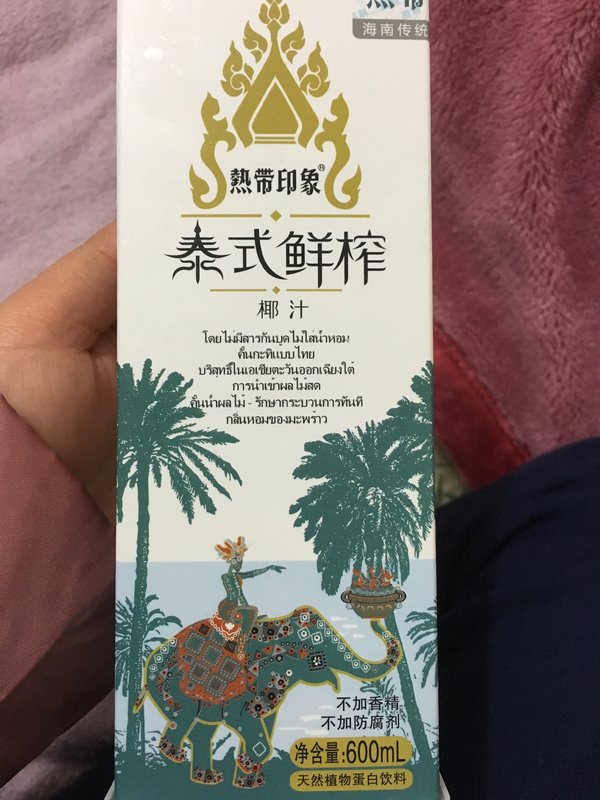 海南传统
熱帶印象®
泰式鲜榨
椰汁
โดยไม่มีสารกันบูดไม่ใส่น้ำหอม
คั้นกะทิแบบไทย
บริสุทธิ์ในเอเชียตะวันออกเฉียงใต้
การนำเข้าผลไม้สด
คั้นน้ำผลไม้ - รักษากระบวนการทันที
กลิ่นหอมของมะพร้าว
不加香精
不加防腐剂
净含量:600mL
天然植物蛋白饮料